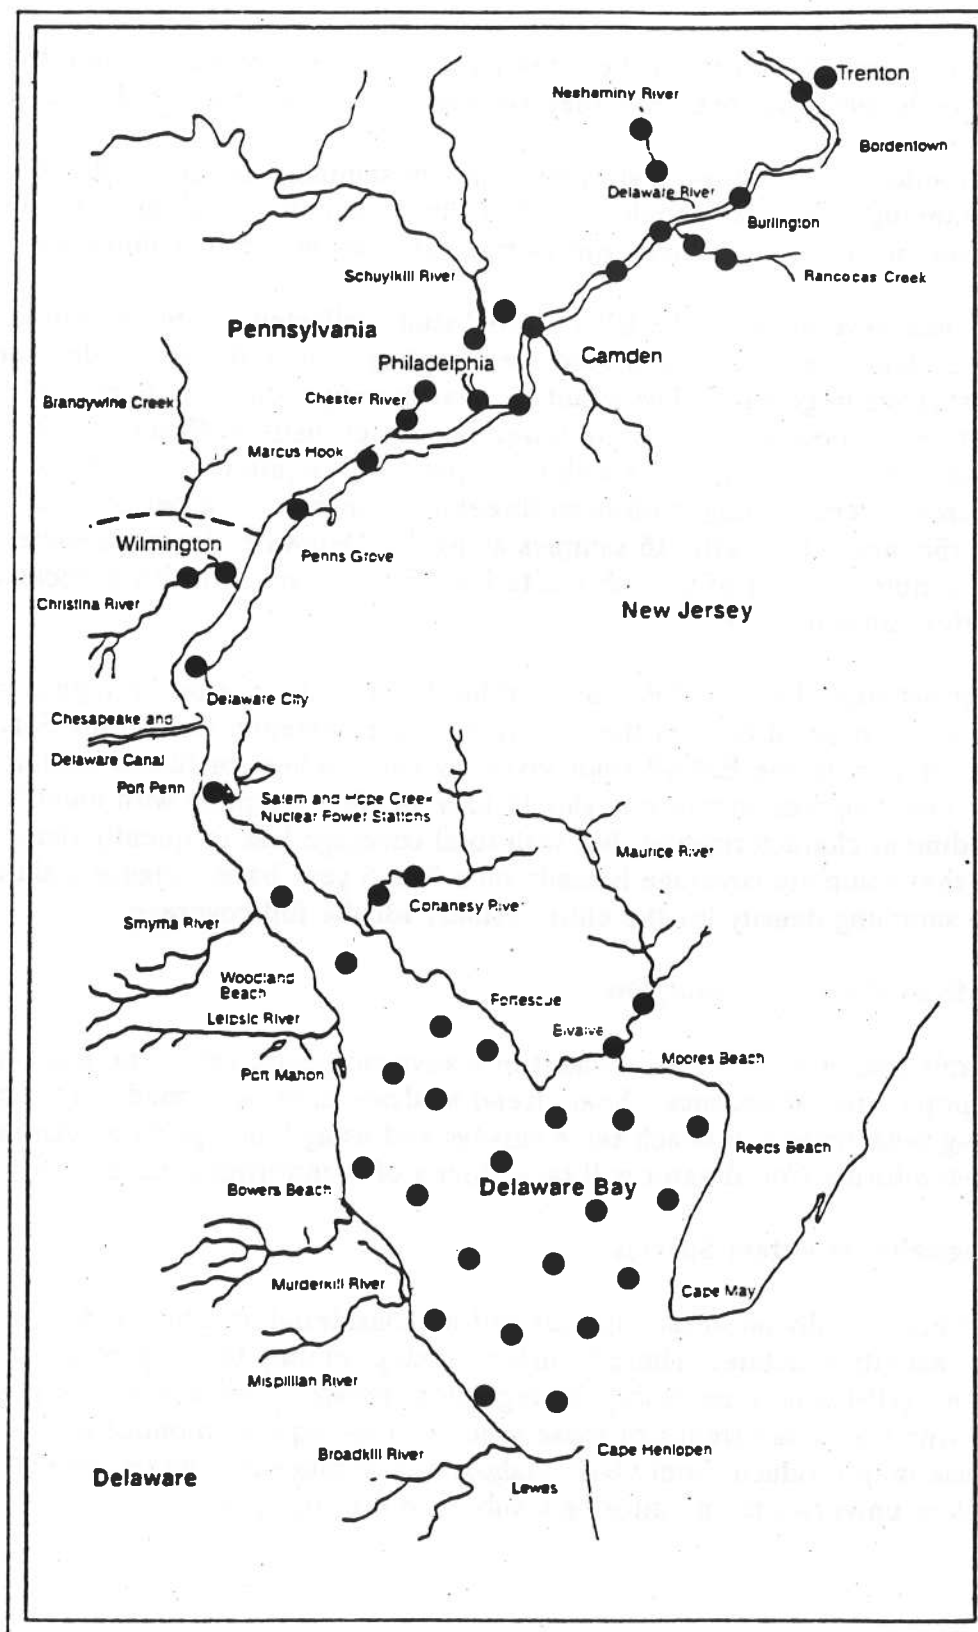 Trenton
Neshaminy River
Bordentown
Delaware River
Burlington
Rancocas Creek
Schuylkill River
Pennsylvania
Camden
Philadelphia
Brandywine Creek
Chester River
Marcus Hook
Wilmington
Penns Grove
Christina River
New Jersey
Delaware City
Chesapeake and
Delaware Canal
Port Penn
Salem and Hope Creek
Nuclear Power Stations
Maurice River
Cohansey River
Smyrna River
Woodland
Beach
Fortescue
Leipsic River
Bivalve
Moores Beach
Port Mahon
Reeds Beach
Bowers Beach
Delaware Bay
Murderkill River
Cape May
Mispillian River
Broadkill River
Cape Henlopen
Delaware
Lewes